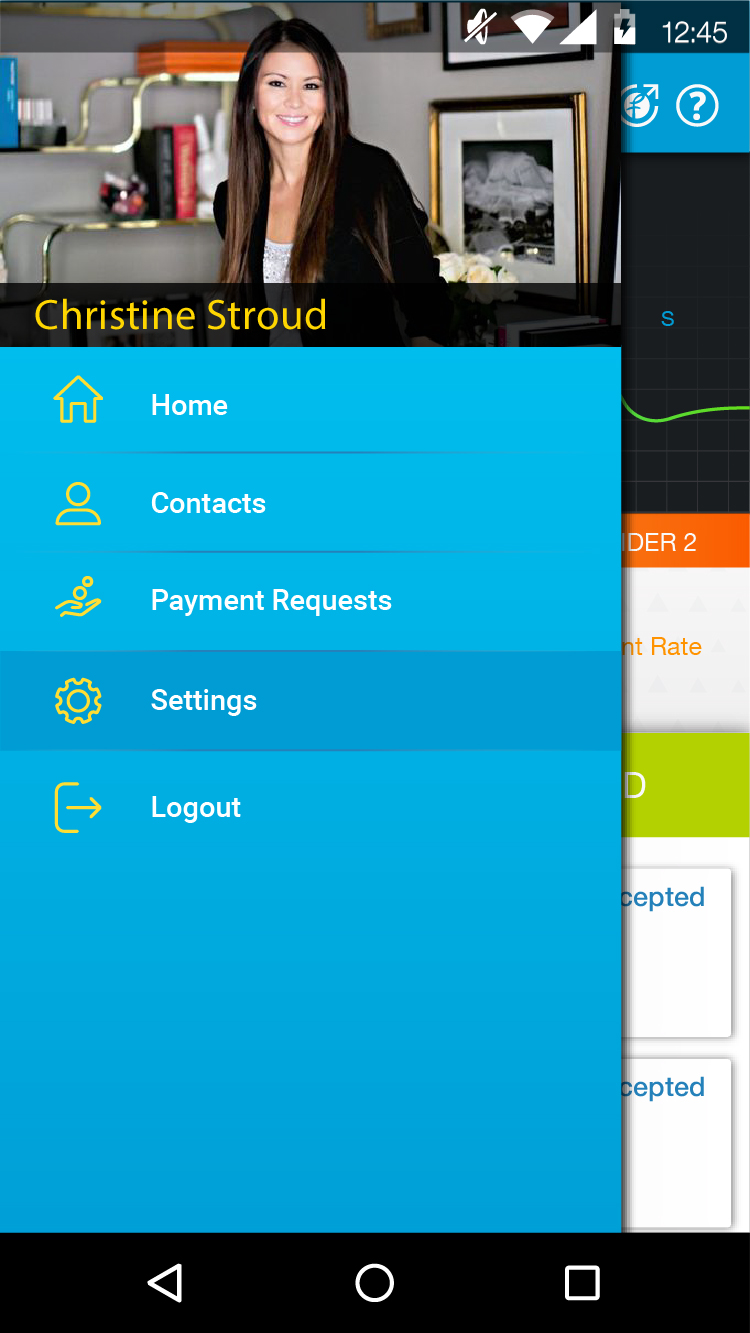 12:45
Christine Stroud
s
Home
Contacts
Payment Requests
Settings
Logout
DER 2
nt Rate
D
cepted
cepted